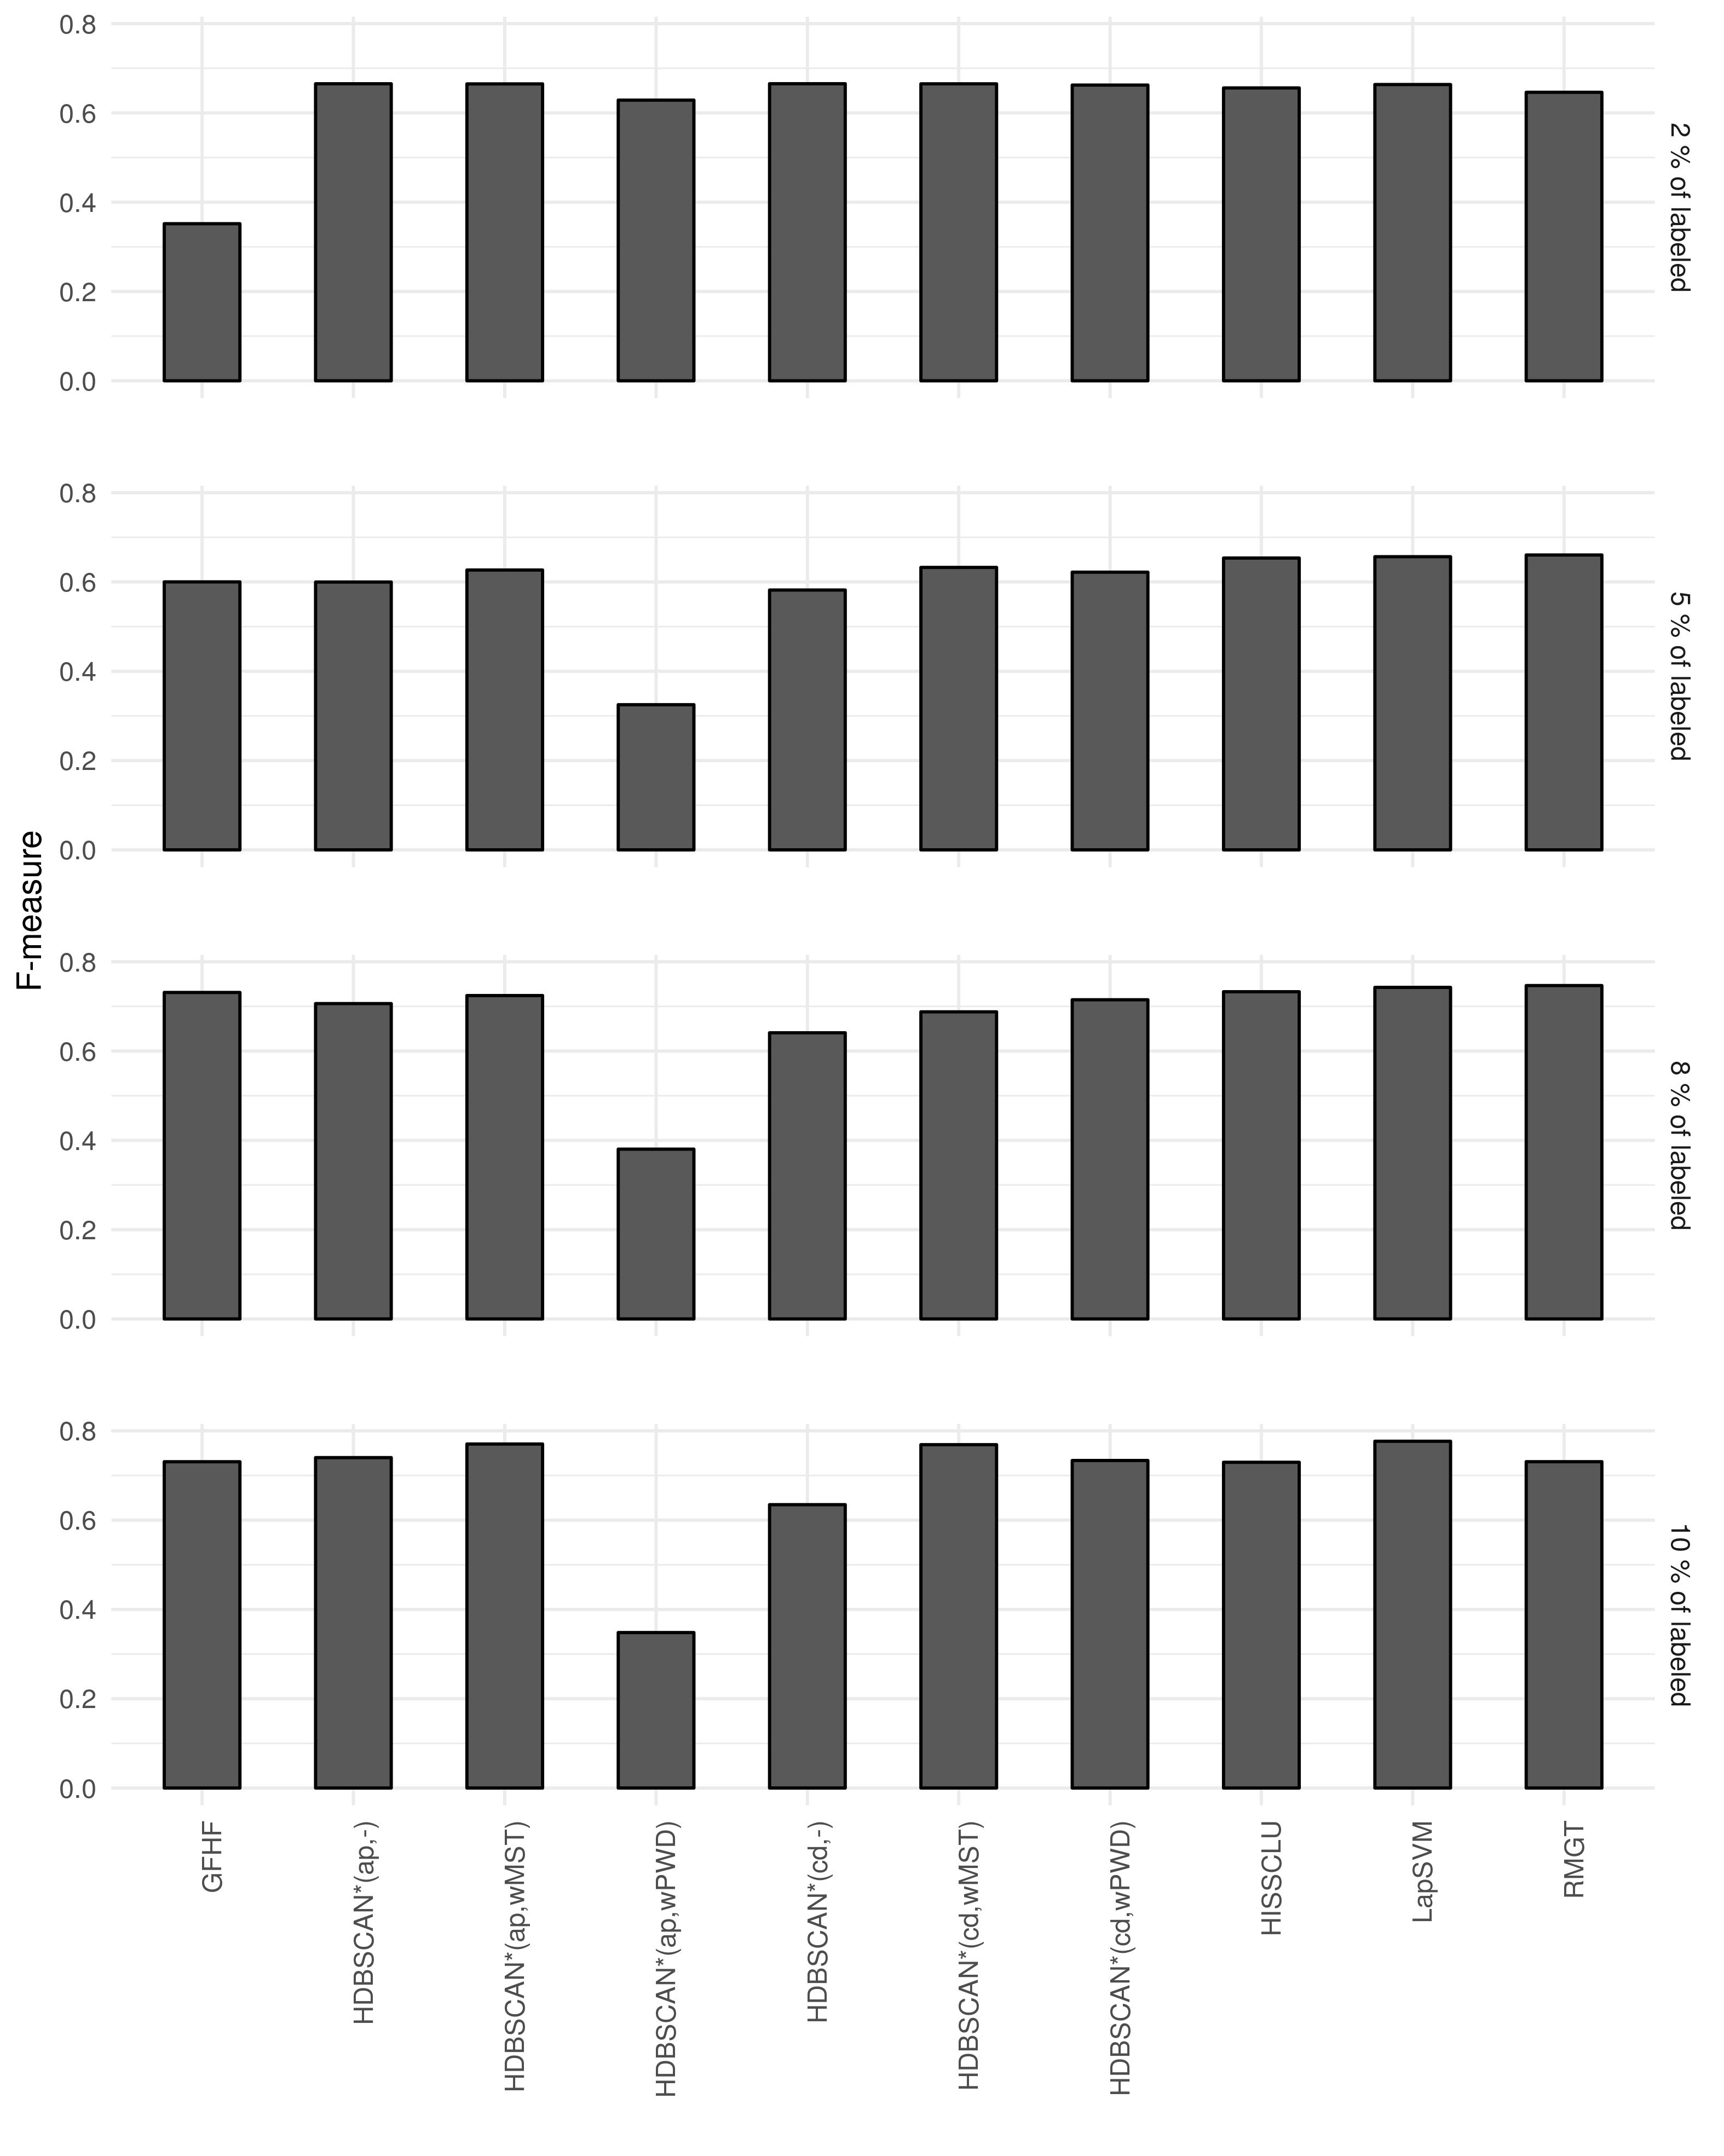 F-measure
0.8
0.6
0.4
0.2
0.0
2 % of labeled
0.8
0.6
0.4
0.2
0.0
5 % of labeled
0.8
0.6
0.4
0.2
0.0
8 % of labeled
0.8
0.6
0.4
0.2
0.0
10 % of labeled
GFHF
HDBSCAN*(ap,-)
HDBSCAN*(ap,wMST)
HDBSCAN*(ap,wPWD)
HDBSCAN*(cd,-)
HDBSCAN*(cd,wMST)
HDBSCAN*(cd,wPWD)
HISSCLU
LapSVM
RMGT